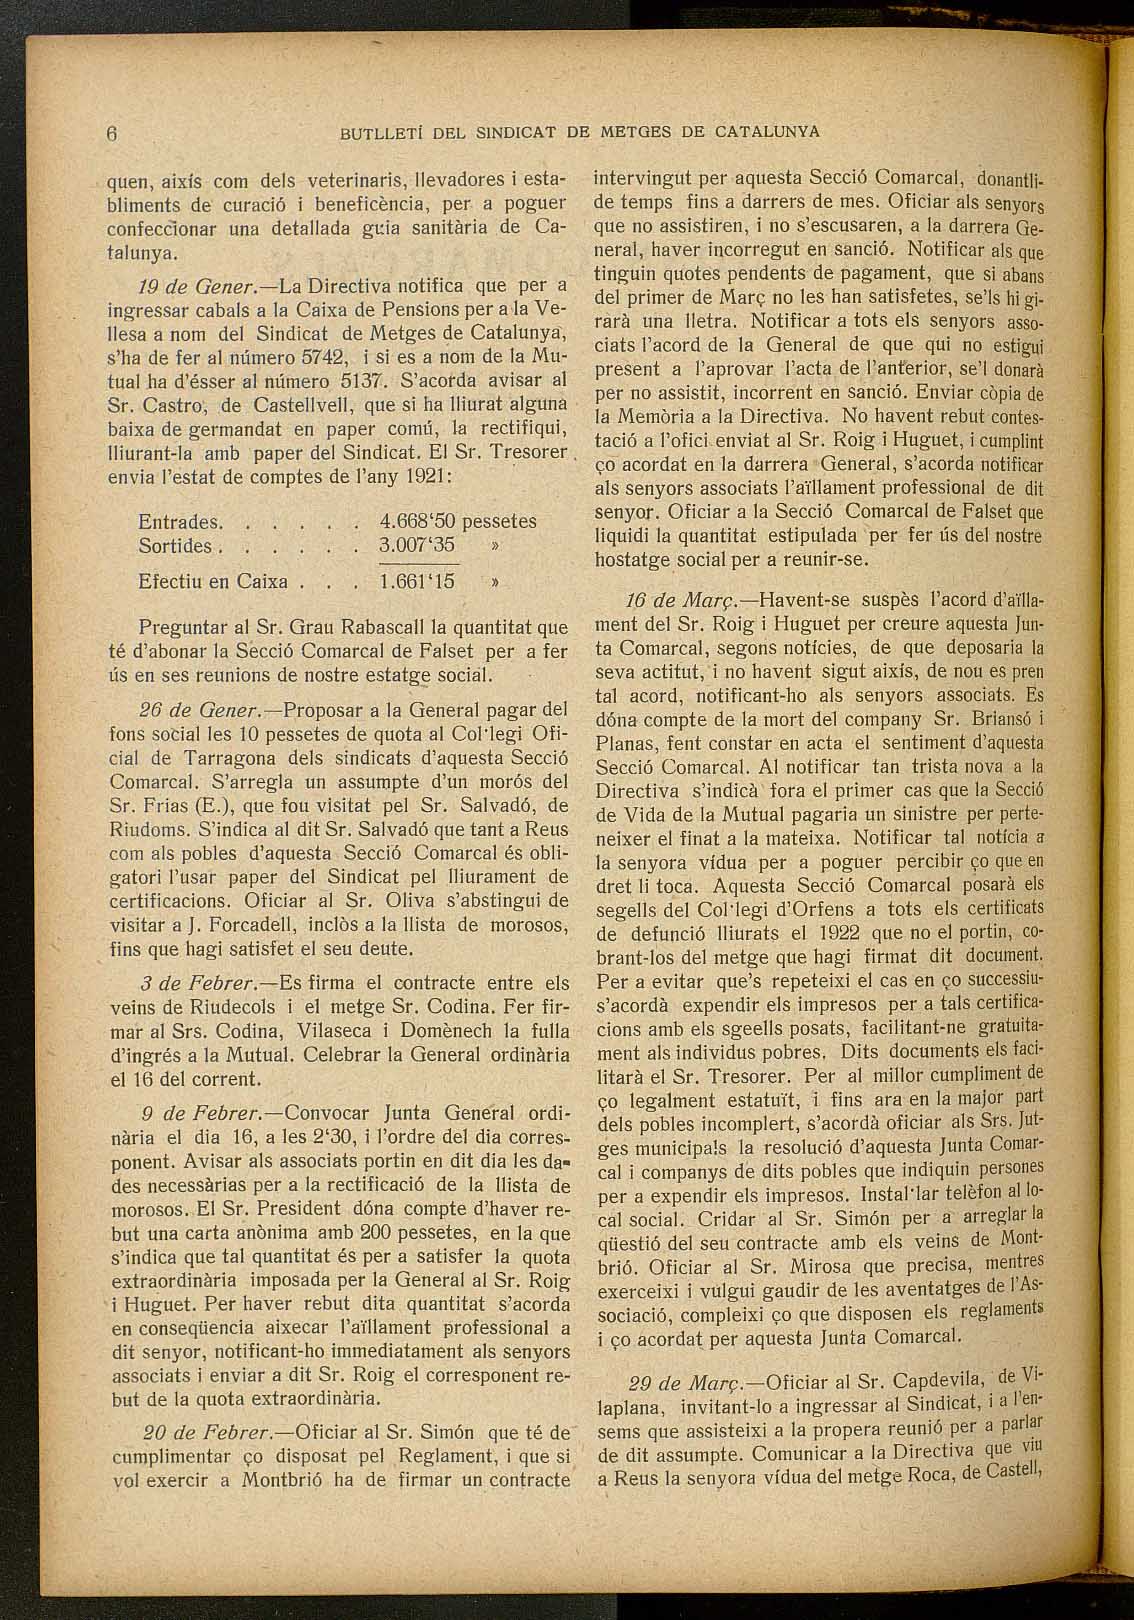 6
BUTLLETÍ DEL SINDICAT DE METGES DE CATALUNYA
quen, aixís com dels veterinaris, llevadores i esta-
bliments de curació i beneficència, per a poguer
confeccionar una detallada guia sanitària de Ca-
talunya.
19 de Gener.—La Directiva notifica que per a
ingressar cabals a la Caixa de Pensions per a la Ve-
llesa a nom del Sindicat de Metges de Catalunya,
s'ha de fer al número 5742, i si es a nom de la Mu-
tual ha d'ésser al número 5137. S'acorda avisar al
Sr. Castro, de Castellvell, que si ha lliurat alguna
baixa de germandat en paper comú, la rectifiqui,
lliurant-la amb paper del Sindicat. El Sr. Tresorer
envia l'estat de comptes de l'any 1921:
Entrades. . . . . . 4.668'50 pessetes
Sortides . . . . . . 3.007'35 »
Efectiu en Caixa . . . 1.661'15 »
Preguntar al Sr. Grau Rabascall la quantitat que
té d'abonar la Secció Comarcal de Falset per a fer
ús en ses reunions de nostre estatge social.
26 de Gener.—Proposar a la General pagar del
fons social les 10 pessetes de quota al Col·legi Ofi-
cial de Tarragona dels sindicats d'aquesta Secció
Comarcal. S'arregla un assumpte d'un morós del
Sr. Frias (E.), que fou visitat pel Sr. Salvadó, de
Riudoms. S'indica al dit Sr. Salvadó que tant a Reus
com als pobles d'aquesta Secció Comarcal és obli-
gatori l'usar paper del Sindicat pel lliurament de
certificacions. Oficiar al Sr. Oliva s'abstingui de
visitar a J. Forcadell, inclòs a la llista de morosos,
fins que hagi satisfet el seu deute.
3 de Febrer.—Es firma el contracte entre els
veins de Riudecols i el metge Sr. Codina. Fer fir-
mar al Srs. Codina, Vilaseca i Domènech la fulla
d'ingrés a la Mutual. Celebrar la General ordinària
el 16 del corrent.
9 de Febrer.—Convocar Junta General ordi-
nària el dia 16, a les 2'30, i l'ordre del dia corres-
ponent. Avisar als associats portin en dit dia les da-
des necessàrias per a la rectificació de la llista de
morosos. El Sr. President dóna compte d'haver re-
but una carta anònima amb 200 pessetes, en la que
s'indica que tal quantitat és per a satisfer la quota
extraordinària imposada per la General al Sr. Roig
i Huguet. Per haver rebut dita quantitat s'acorda
en conseqüencia aixecar l'aïllament professional a
dit senyor, notificant-ho immediatament als senyors
associats i enviar a dit Sr. Roig el corresponent re-
but de la quota extraordinària.
20 de Febrer.—Oficiar al Sr. Simón que té de
cumplimentar ço disposat pel Reglament, i que si
vol exercir a Montbrió ha de firmar un contracte
intervingut per aquesta Secció Comarcal, donantli-
de temps fins a darrers de mes. Oficiar als senyors
que no assistiren, i no s'escusaren, a la darrera Ge-
neral, haver incorregut en sanció. Notificar als que
tinguin quotes pendents de pagament, que si abans
del primer de Març no les han satisfetes, se'ls hi gi-
rarà una lletra. Notificar a tots els senyors asso-
ciats l'acord de la General de que qui no estigui
present a l'aprovar l'acta de l'anterior, se'l donarà
per no assistit, incorrent en sanció. Enviar còpia de
la Memòria a la Directiva. No havent rebut contes-
tació a l'ofici enviat al Sr. Roig i Huguet, i cumplint
ço acordat en la darrera General, s'acorda notificar
als senyors associats l'aïllament professional de dit
senyor. Oficiar a la Secció Comarcal de Falset que
liquidi la quantitat estipulada per fer ús del nostre
hostatge social per a reunir-se.
16 de Març.—Havent-se suspès l'acord d'aïlla-
ment del Sr. Roig i Huguet per creure aquesta Jun-
ta Comarcal, segons notícies, de que deposaria la
seva actitut, i no havent sigut aixís, de nou es pren
tal acord, notificant-ho als senyors associats. Es
dóna compte de la mort del company Sr. Briansó i
Planas, fent constar en acta el sentiment d'aquesta
Secció Comarcal. Al notificar tan trista nova a la
Directiva s'indicà fora el primer cas que la Secció
de Vida de la Mutual pagaria un sinistre per perte-
neixer el finat a la mateixa. Notificar tal notícia a
la senyora vídua per a poguer percibir ço que en
dret li toca. Aquesta Secció Comarcal posarà els
segells del Col·legi d'Orfens a tots els certificats
de defunció lliurats el 1922 que no el portin, co-
brant-los del metge que hagi firmat dit document.
Per a evitar que's repeteixi el cas en ço successiu-
s'acordà expendir els impresos per a tals certifica-
cions amb els sgeells posats, facilitant-ne gratuita-
ment als individus pobres. Dits documents els faci-
litarà el Sr. Tresorer. Per al millor cumpliment de
ço legalment estatuït, i fins ara en la major part
dels pobles incomplert, s'acordà oficiar als Srs. Jut-
ges municipals la resolució d'aquesta Junta Comar-
cal i companys de dits pobles que indiquin persones
per a expendir els impresos. Instal·lar telèfon al lo-
cal social. Cridar al Sr. Simón per a arreglar la
qüestió del seu contracte amb els veins de Mont-
brió. Oficiar al Sr. Mirosa que precisa, mentres
exerceixi i vulgui gaudir de les aventatges de l'As-
sociació, compleixi ço que disposen els reglaments
i ço acordat per aquesta Junta Comarcal.
29 de Març.—Oficiar al Sr. Capdevila, de Vi-
laplana, invitant-lo a ingressar al Sindicat, i a l'en-
sems que assisteixi a la propera reunió per a parlar
de dit assumpte. Comunicar a la Directiva que viu
a Reus la senyora vídua del metge Roca, de Castell,